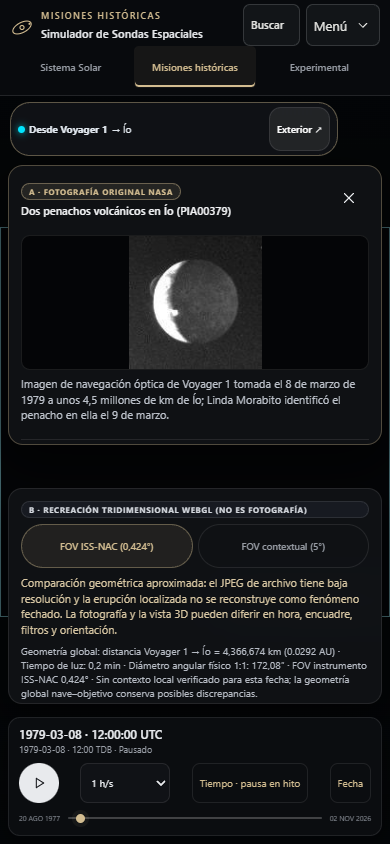 MISIONES HISTÓRICAS
Simulador de Sondas Espaciales
Buscar
Menú
Sistema Solar
Misiones históricas
Experimental
Desde Voyager 1 → Ío
Exterior ↗
A · FOTOGRAFÍA ORIGINAL NASA
Dos penachos volcánicos en Ío (PIA00379)
Imagen de navegación óptica de Voyager 1 tomada el 8 de marzo de
1979 a unos 4,5 millones de km de Ío; Linda Morabito identificó el
penacho en ella el 9 de marzo.
B · RECREACIÓN TRIDIMENSIONAL WEBGL (NO ES FOTOGRAFÍA)
FOV ISS-NAC (0,424°)
FOV contextual (5°)
Comparación geométrica aproximada: el JPEG de archivo tiene baja
resolución y la erupción localizada no se reconstruye como fenómeno
fechado. La fotografía y la vista 3D pueden diferir en hora, encuadre,
filtros y orientación.
Geometría global: distancia Voyager 1 → Ío = 4,366,674 km (0.0292 AU) ·
Tiempo de luz: 0,2 min · Diámetro angular físico 1:1: 172,08″ · FOV instrumento
ISS-NAC 0,424° · Sin contexto local verificado para esta fecha; la geometría
global nave–objetivo conserva posibles discrepancias.
1979-03-08 · 12:00:00 UTC
1979-03-08 · 12:00 TDB · Pausado
1 h/s
Tiempo · pausa en hito
Fecha
20 AGO 1977
02 NOV 2026